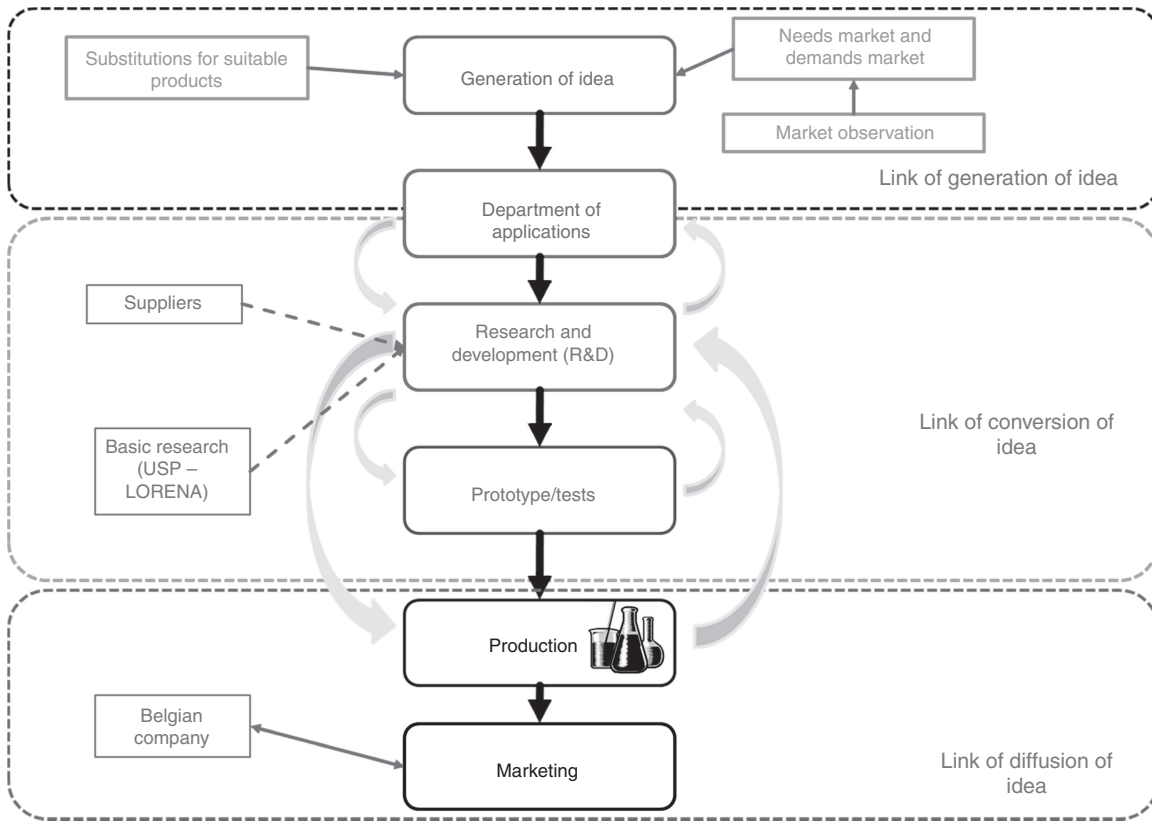 Substitutions for suitable
products
Generation of idea
Needs market and
demands market
Market observation
Link of generation of idea
Department of
applications
Suppliers
Research and
development (R&D)
Link of conversion of
idea
Basic research
(USP –
LORENA)
Prototype/tests
Production
Belgian
company
Marketing
Link of diffusion of
idea